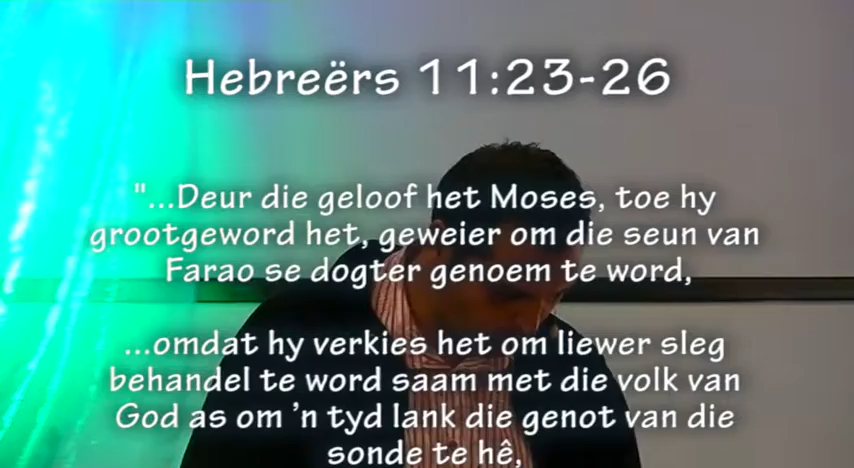 Hebreërs 11:23-26
"...Deur die geloof het Moses, toe hy
grootgeword het, geweier om die seun van
Farao se dogter genoem te word,
...omdat hy verkies het om liewer sleg
behandel te word saam met die volk van
God as om 'n tyd lank die genot van die
sonde te hê,